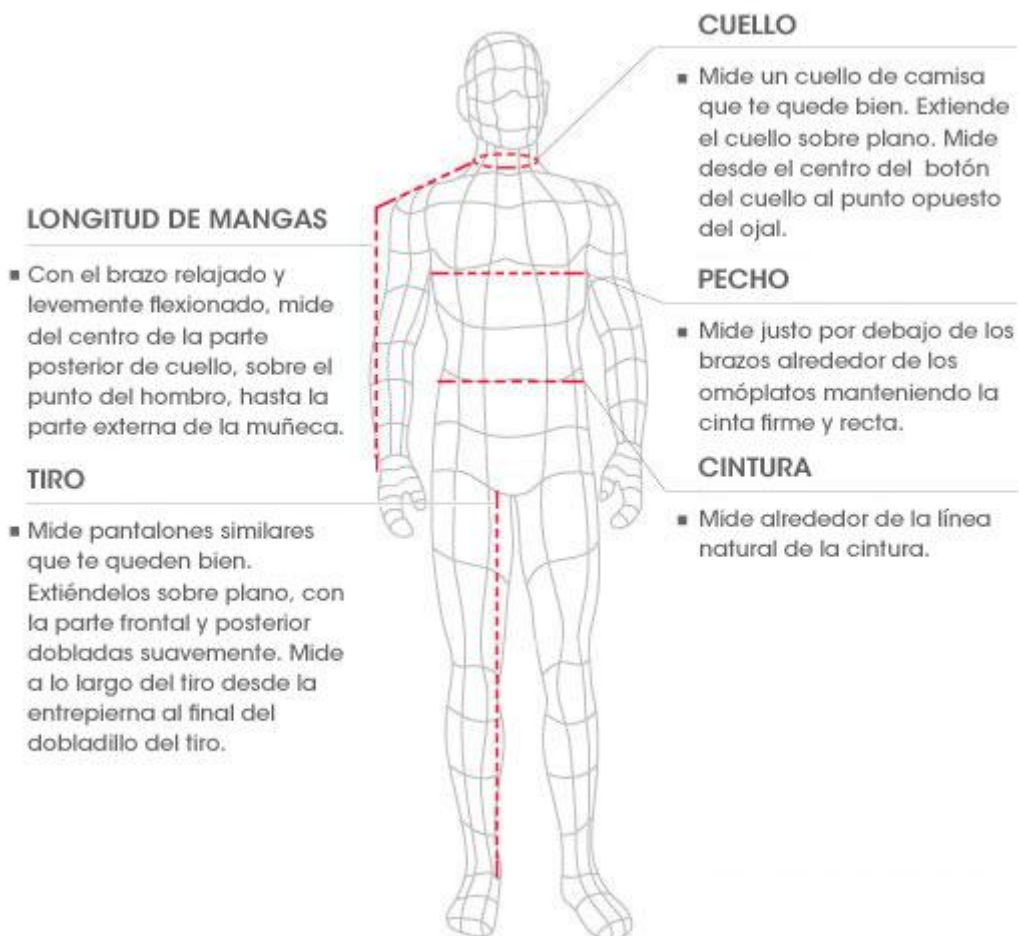 CUELLO
▪ Mide un cuello de camisa
que te quede bien. Extiende
el cuello sobre plano. Mide
desde el centro del botón
del cuello al punto opuesto
del ojal.
LONGITUD DE MANGAS
▪ Con el brazo relajado y
levemente flexionado, mide
del centro de la parte
posterior de cuello, sobre el
punto del hombro, hasta la
parte externa de la muñeca.
PECHO
▪ Mide justo por debajo de los
brazos alrededor de los
omóplatos manteniendo la
cinta firme y recta.
TIRO
▪ Mide pantalones similares
que te queden bien.
Extiéndelos sobre plano, con
la parte frontal y posterior
dobladas suavemente. Mide
a lo largo del tiro desde la
entrepierna al final del
dobladillo del tiro.
CINTURA
▪ Mide alrededor de la línea
natural de la cintura.